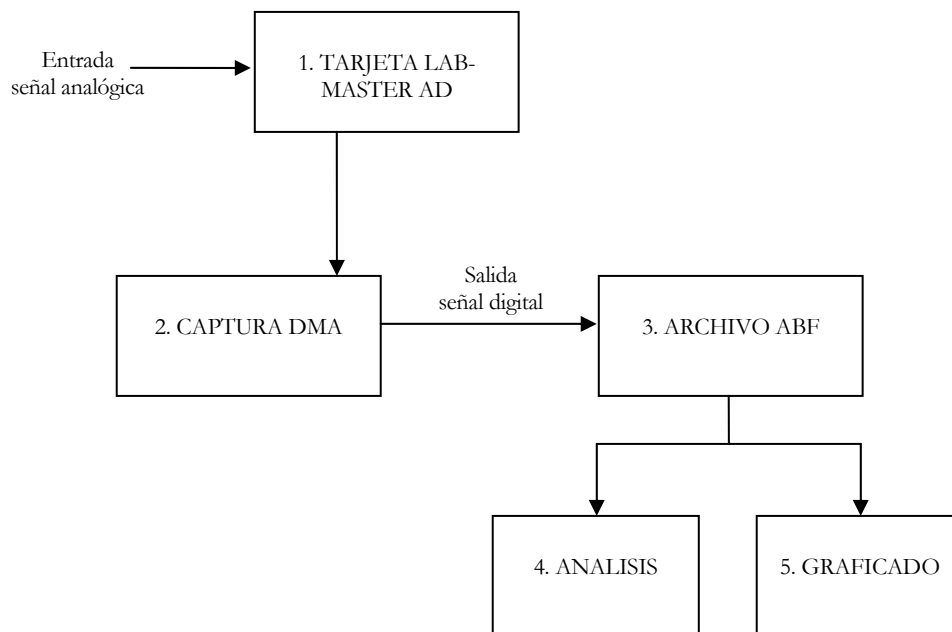 Entrada
señal analógica
1. TARJETA LAB-
MASTER AD
2. CAPTURA DMA
Salida
señal digital
3. ARCHIVO ABF
4. ANALISIS
5. GRAFICADO